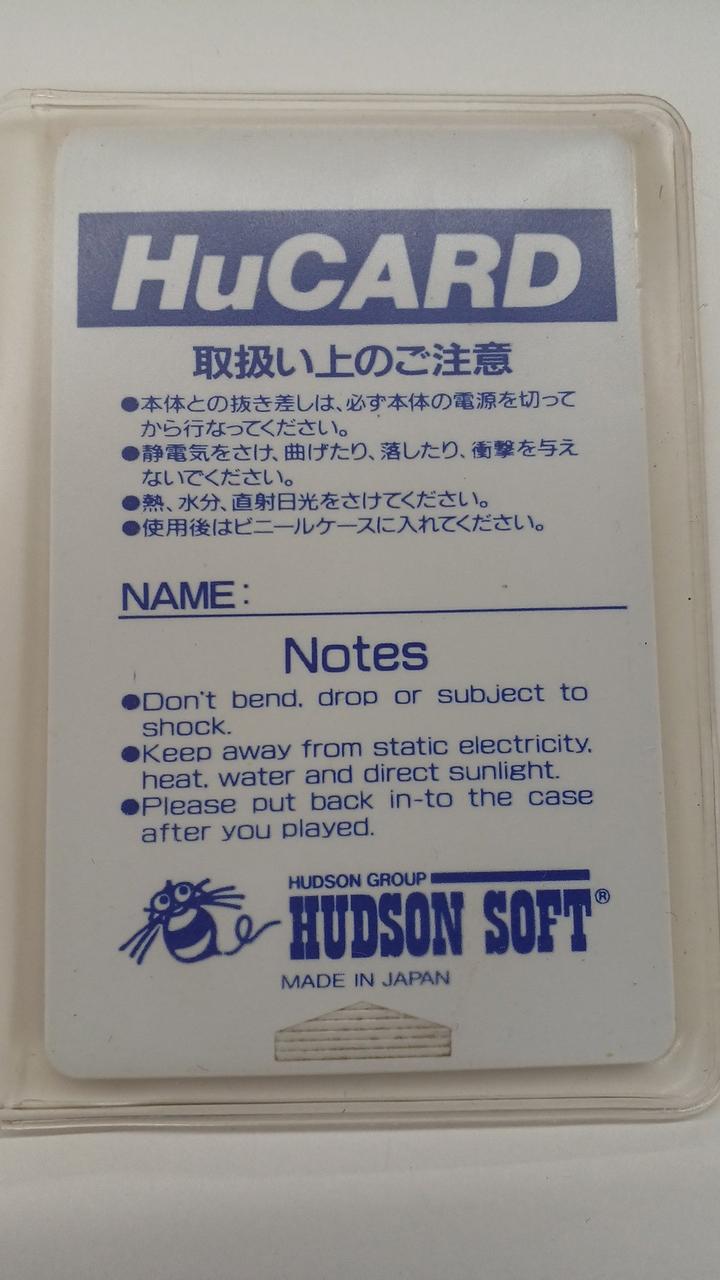 HuCARD
取扱い上のご注意
●本体との抜き差しは、必ず本体の電源を切って
から行なってください。
●静電気をさけ、曲げたり、落したり、衝撃を与え
ないでください。
●熱、水分、直射日光をさけてください。
●使用後はビニールケースに入れてください。
NAME:
Notes
●Don't bend, drop or subject to
shock.
●Keep away from static electricity,
heat, water and direct sunlight.
●Please put back in-to the case
after you played.
HUDSON GROUP
HUDSON SOFT®
MADE IN JAPAN